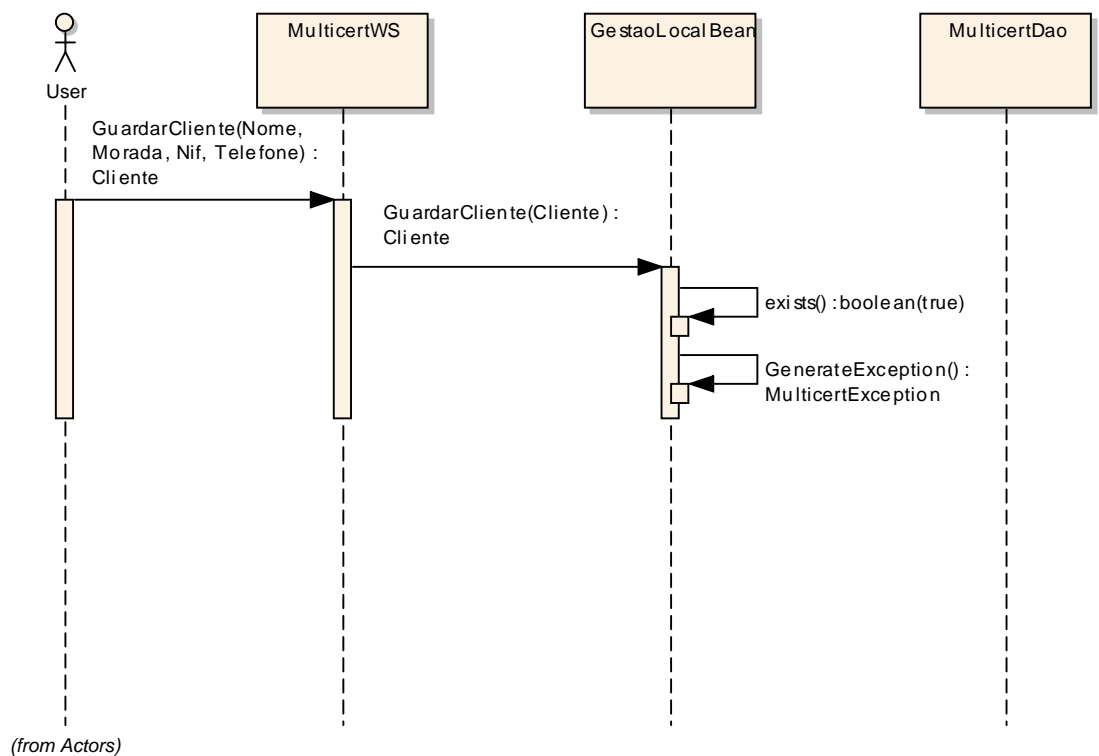 MulticertWS
GestaoLocalBean
MulticertDao
User
GuardarCliente(Nome,
Morada, Nif, Telefone) :
Cliente
GuardarCliente(Cliente) :
Cliente
exists() :boolean(true)
GenerateException() :
MulticertException
(from Actors)